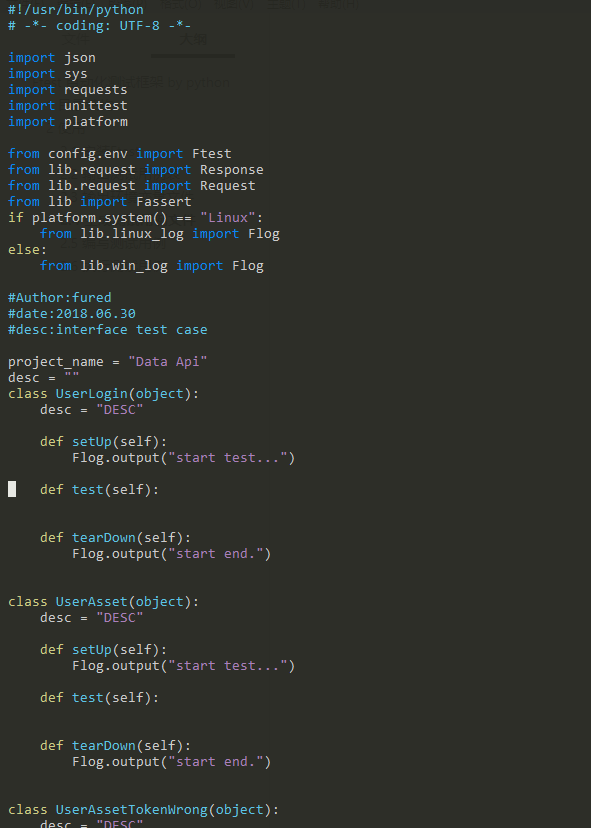 #!/usr/bin/python
# -*- coding: UTF-8 -*-
import json
import sys
import requests
import unittest
import platform
from config.env import Ftest
from lib.request import Response
from lib.request import Request
from lib import Fassert
if platform.system() == "Linux":
    from lib.linux_log import Flog
else:
    from lib.win_log import Flog
#Author:fured
#date:2018.06.30
#desc:interface test case
project_name = "Data Api"
desc = ""
class UserLogin(object):
    desc = "DESC"
    def setUp(self):
        Flog.output("start test...")
    def test(self):
    def tearDown(self):
        Flog.output("start end.")
class UserAsset(object):
    desc = "DESC"
    def setUp(self):
        Flog.output("start test...")
    def test(self):
    def tearDown(self):
        Flog.output("start end.")
class UserAssetTokenWrong(object):
    desc = "DESC"